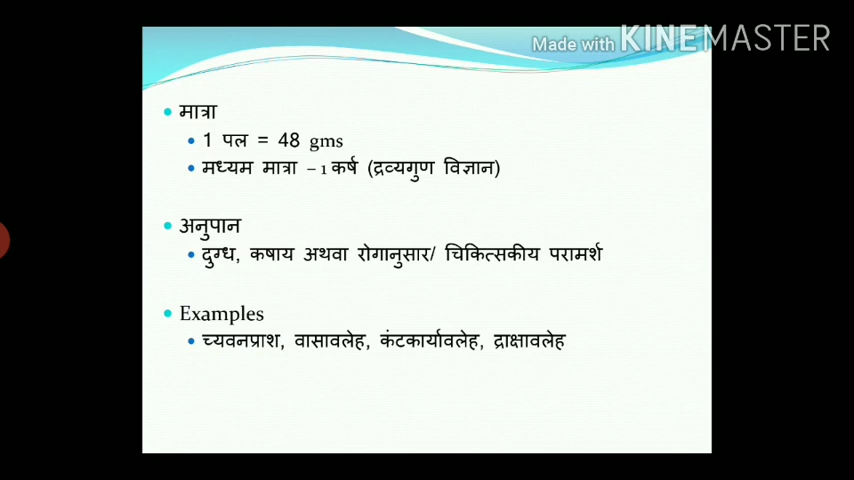 Made with KINEMASTER
मात्रा
1 पल = 48 gms
मध्यम मात्रा – 1 कर्ष (द्रव्यगुण विज्ञान)
अनुपान
दुग्ध, कषाय अथवा रोगानुसार/ चिकित्सकीय परामर्श
Examples
च्यवनप्राश, वासावलेह, कंटकार्यावलेह, द्राक्षावलेह